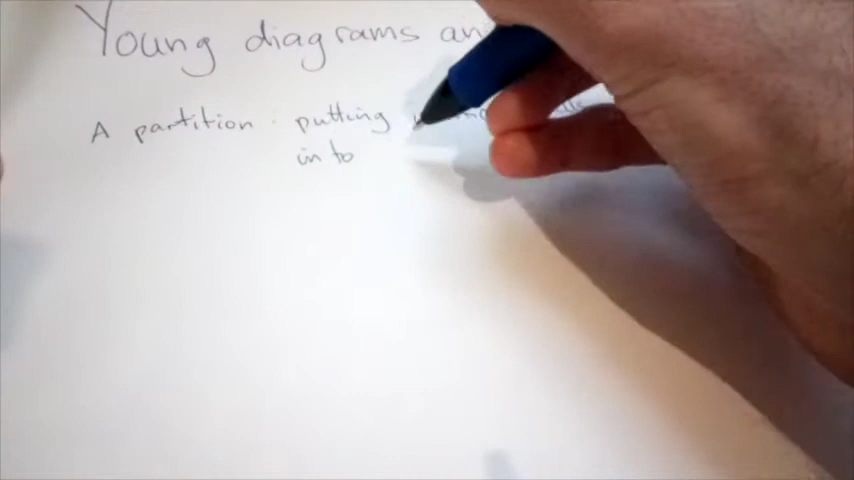 Young diagrams an
A partition : putting
in to